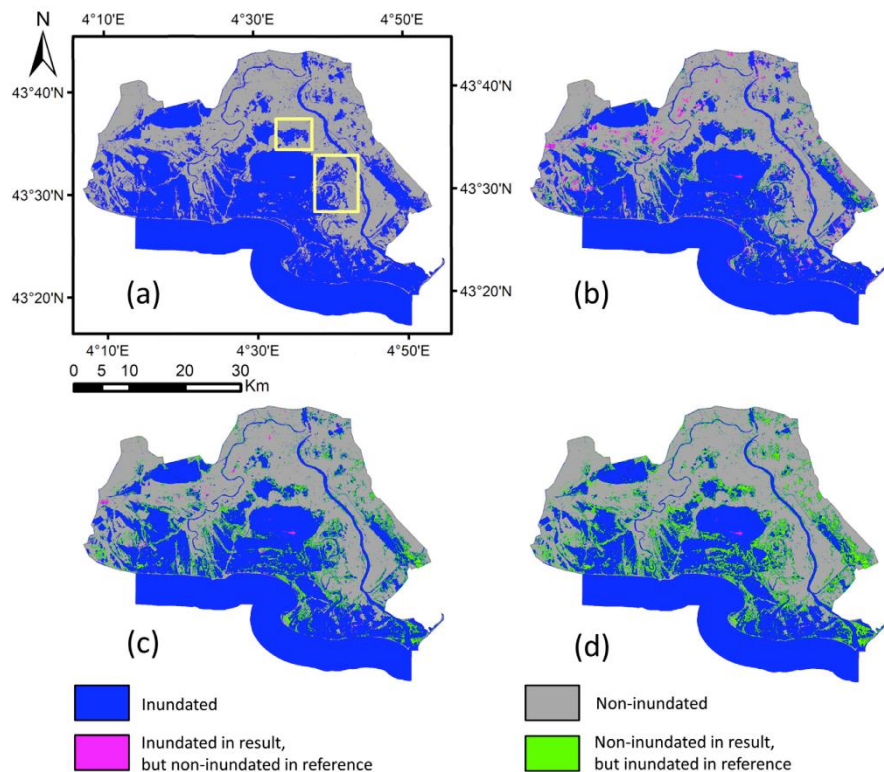 N
4°10'E 4°30'E 4°50'E
43°40'N 43°40'N
43°30'N 43°30'N
43°20'N 43°20'N
(a) (b)
4°10'E 4°30'E 4°50'E
0 5 10 20 30
Km
(c) (d)
Inundated
Non-inundated
Inundated in result,
but non-inundated in reference
Non-inundated in result,
but inundated in reference